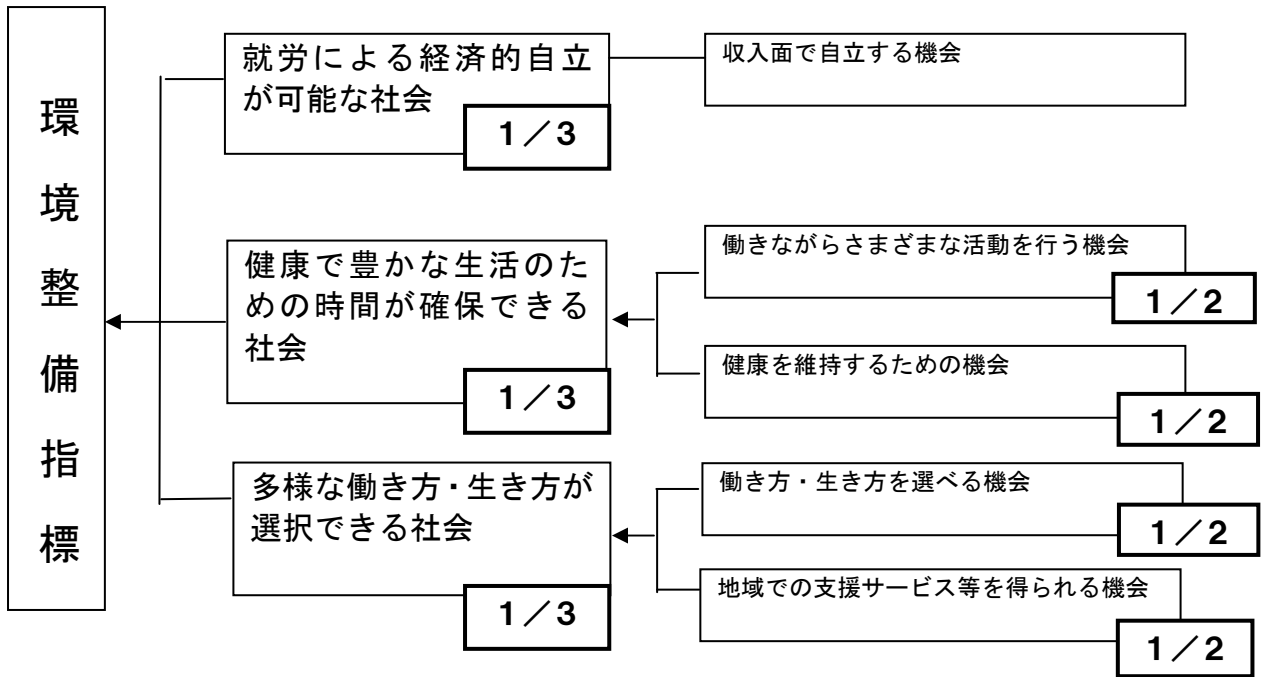 環境整備指標
就労による経済的自立
が可能な社会
1/3
収入面で自立する機会
健康で豊かな生活のた
めの時間が確保できる
社会
1/3
働きながらさまざまな活動を行う機会
1/2
健康を維持するための機会
1/2
多様な働き方・生き方が
選択できる社会
1/3
働き方・生き方を選べる機会
1/2
地域での支援サービス等を得られる機会
1/2